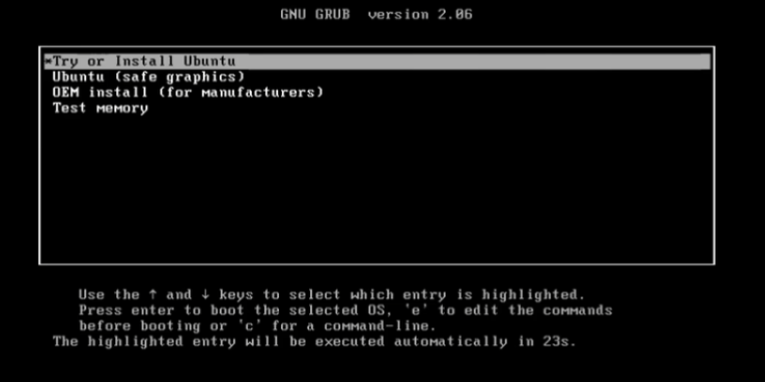 GNU GRUB  version 2.06
*Try or Install Ubuntu
Ubuntu (safe graphics)
OEM install (for manufacturers)
Test memory
Use the ↑ and ↓ keys to select which entry is highlighted.
Press enter to boot the selected OS, 'e' to edit the commands
before booting or 'c' for a command-line.
The highlighted entry will be executed automatically in 23s.